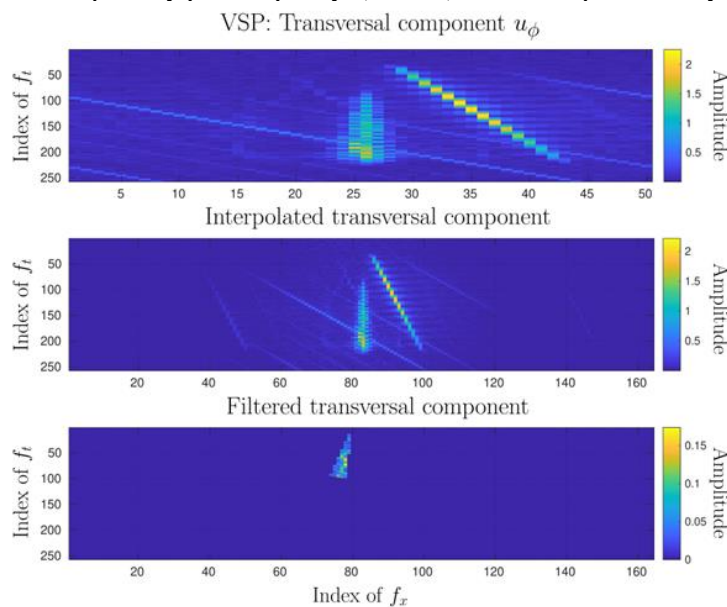 VSP: Transversal component u_ϕ
Index of f_t
50
100
150
200
250
5 10 15 20 25 30 35 40 45 50
2
1.5
1
0.5
Amplitude
Interpolated transversal component
Index of f_t
0
50
100
150
200
250
20 40 60 80 100 120 140 160
2
1.5
1
0.5
Amplitude
Filtered transversal component
Index of f_t
0
50
100
150
200
250
20 40 60 80 100 120 140 160
0.15
0.1
0.05
0
Amplitude
Index of f_x